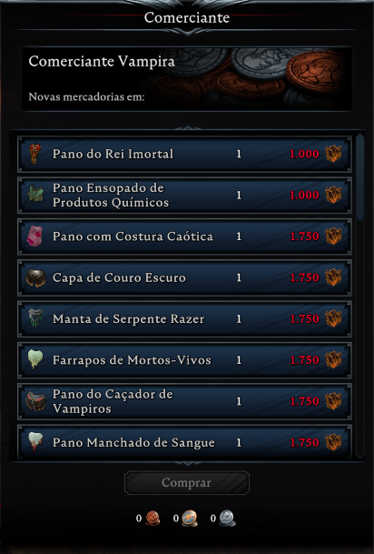 Comerciante
Comerciante Vampira
Novas mercadorias em:
Pano do Rei Imortal 1 1.000
Pano Ensopado de
Produtos Químicos 1 1.000
Pano com Costura Caótica 1 1.750
Capa de Couro Escuro 1 1.750
Manta de Serpente Razer 1 1.750
Farrapos de Mortos-Vivos 1 1.750
Pano do Caçador de
Vampiros 1 1.750
Pano Manchado de Sangue 1 1.750
Comprar
0 0 0